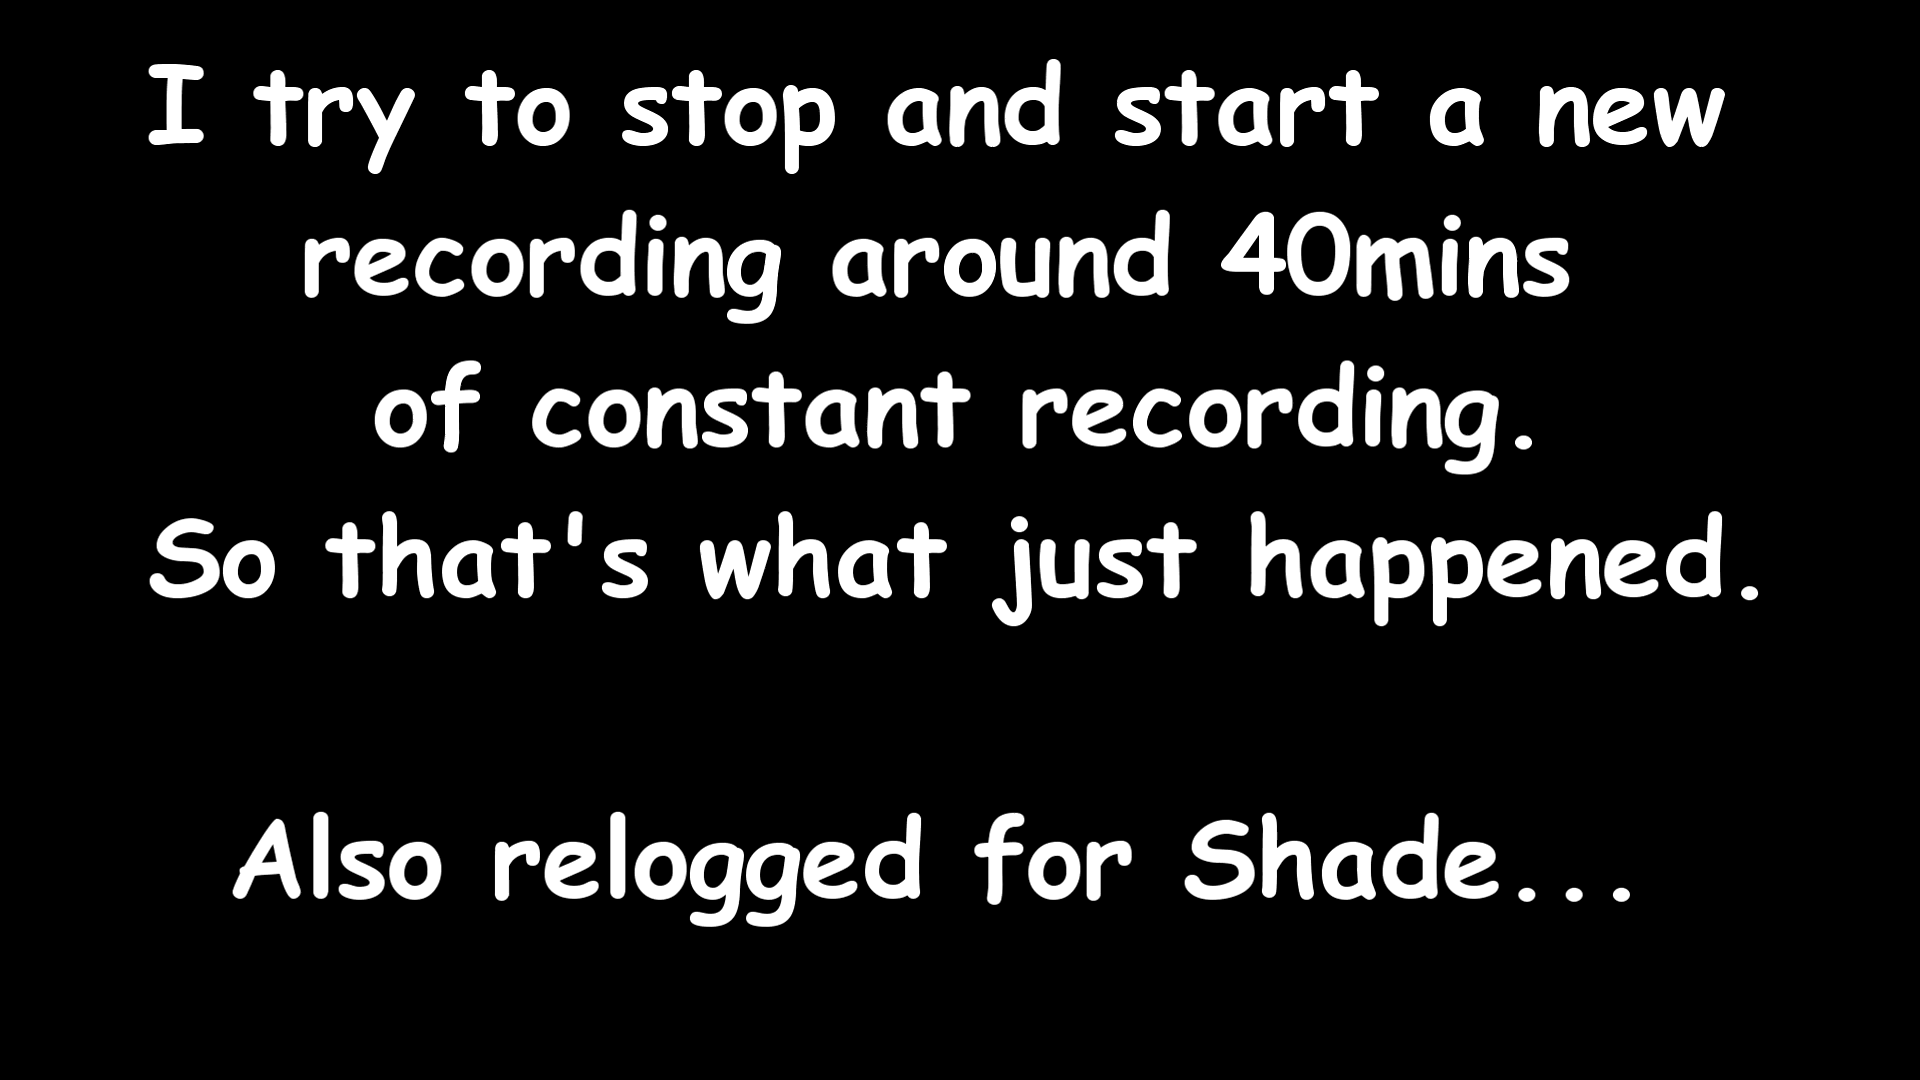 I try to stop and start a new
recording around 40mins
of constant recording.
So that's what just happened.
Also relogged for Shade...